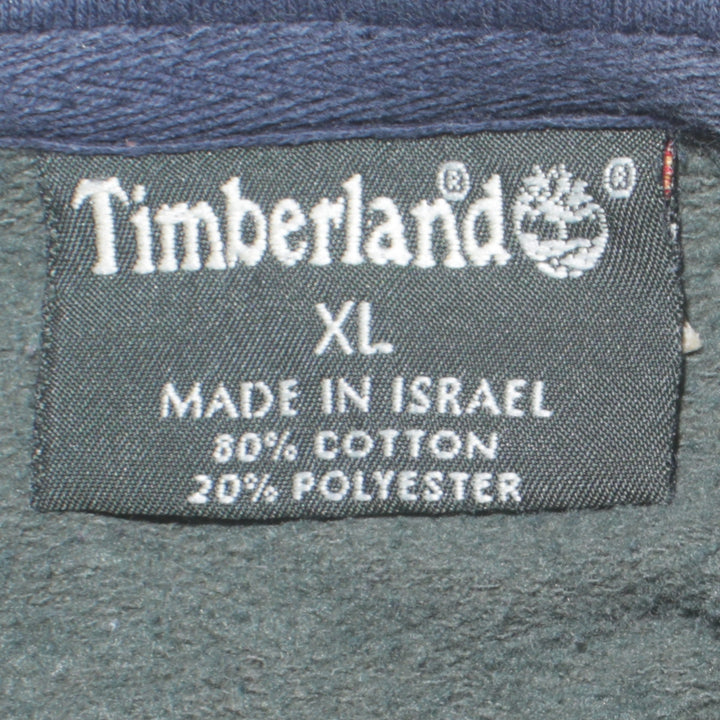 Timberland® ®
XL
MADE IN ISRAEL
80% COTTON
20% POLYESTER